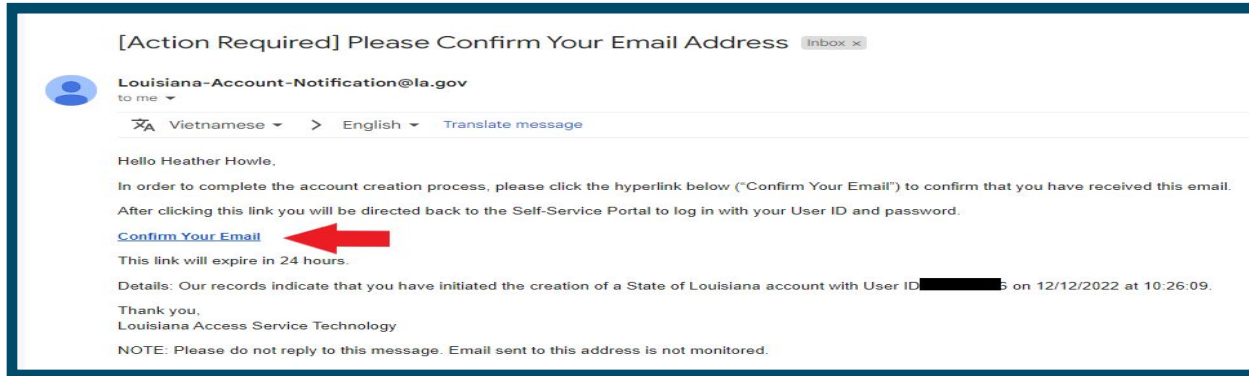 [Action Required] Please Confirm Your Email Address Inbox x
Louisiana-Account-Notification@la.gov
to me
Vietnamese > English Translate message
Hello Heather Howle,
In order to complete the account creation process, please click the hyperlink below (“Confirm Your Email”) to confirm that you have received this email.
After clicking this link you will be directed back to the Self-Service Portal to log in with your User ID and password.
Confirm Your Email
This link will expire in 24 hours.
Details: Our records indicate that you have initiated the creation of a State of Louisiana account with User ID on 12/12/2022 at 10:26:09.
Thank you,
Louisiana Access Service Technology
NOTE: Please do not reply to this message. Email sent to this address is not monitored.